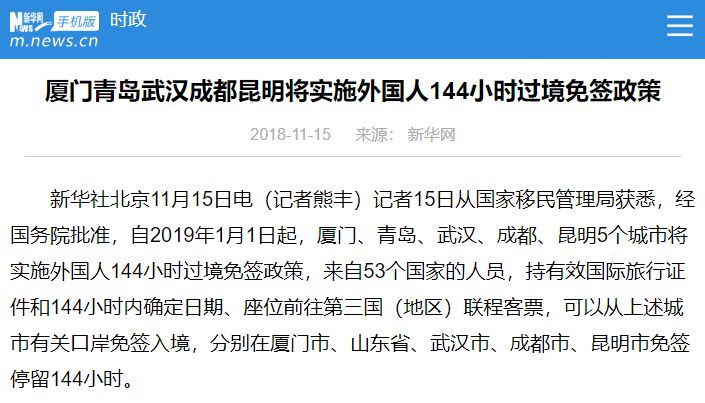 新华网
News
手机版
m.news.cn
时政
厦门青岛武汉成都昆明将实施外国人144小时过境免签政策
2018-11-15 来源： 新华网
新华社北京11月15日电（记者熊丰）记者15日从国家移民管理局获悉，经
国务院批准，自2019年1月1日起，厦门、青岛、武汉、成都、昆明5个城市将
实施外国人144小时过境免签政策，来自53个国家的人员，持有效国际旅行证
件和144小时内确定日期、座位前往第三国（地区）联程客票，可以从上述城
市有关口岸免签入境，分别在厦门市、山东省、武汉市、成都市、昆明市免签
停留144小时。